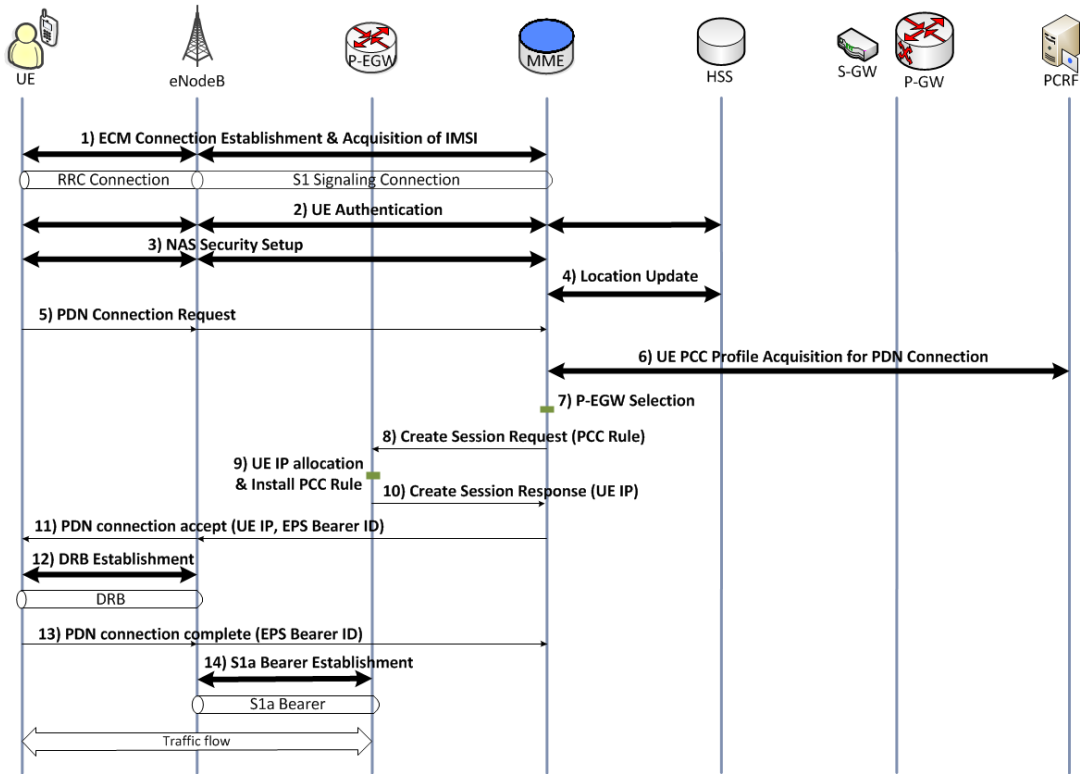 UE
eNodeB
P-EGW
MME
HSS
S-GW
P-GW
PCRF
1) ECM Connection Establishment & Acquisition of IMSI
RRC Connection
S1 Signaling Connection
2) UE Authentication
3) NAS Security Setup
4) Location Update
5) PDN Connection Request
6) UE PCC Profile Acquisition for PDN Connection
7) P-EGW Selection
8) Create Session Request (PCC Rule)
9) UE IP allocation
& Install PCC Rule
10) Create Session Response (UE IP)
11) PDN connection accept (UE IP, EPS Bearer ID)
12) DRB Establishment
DRB
13) PDN connection complete (EPS Bearer ID)
14) S1a Bearer Establishment
S1a Bearer
Traffic flow